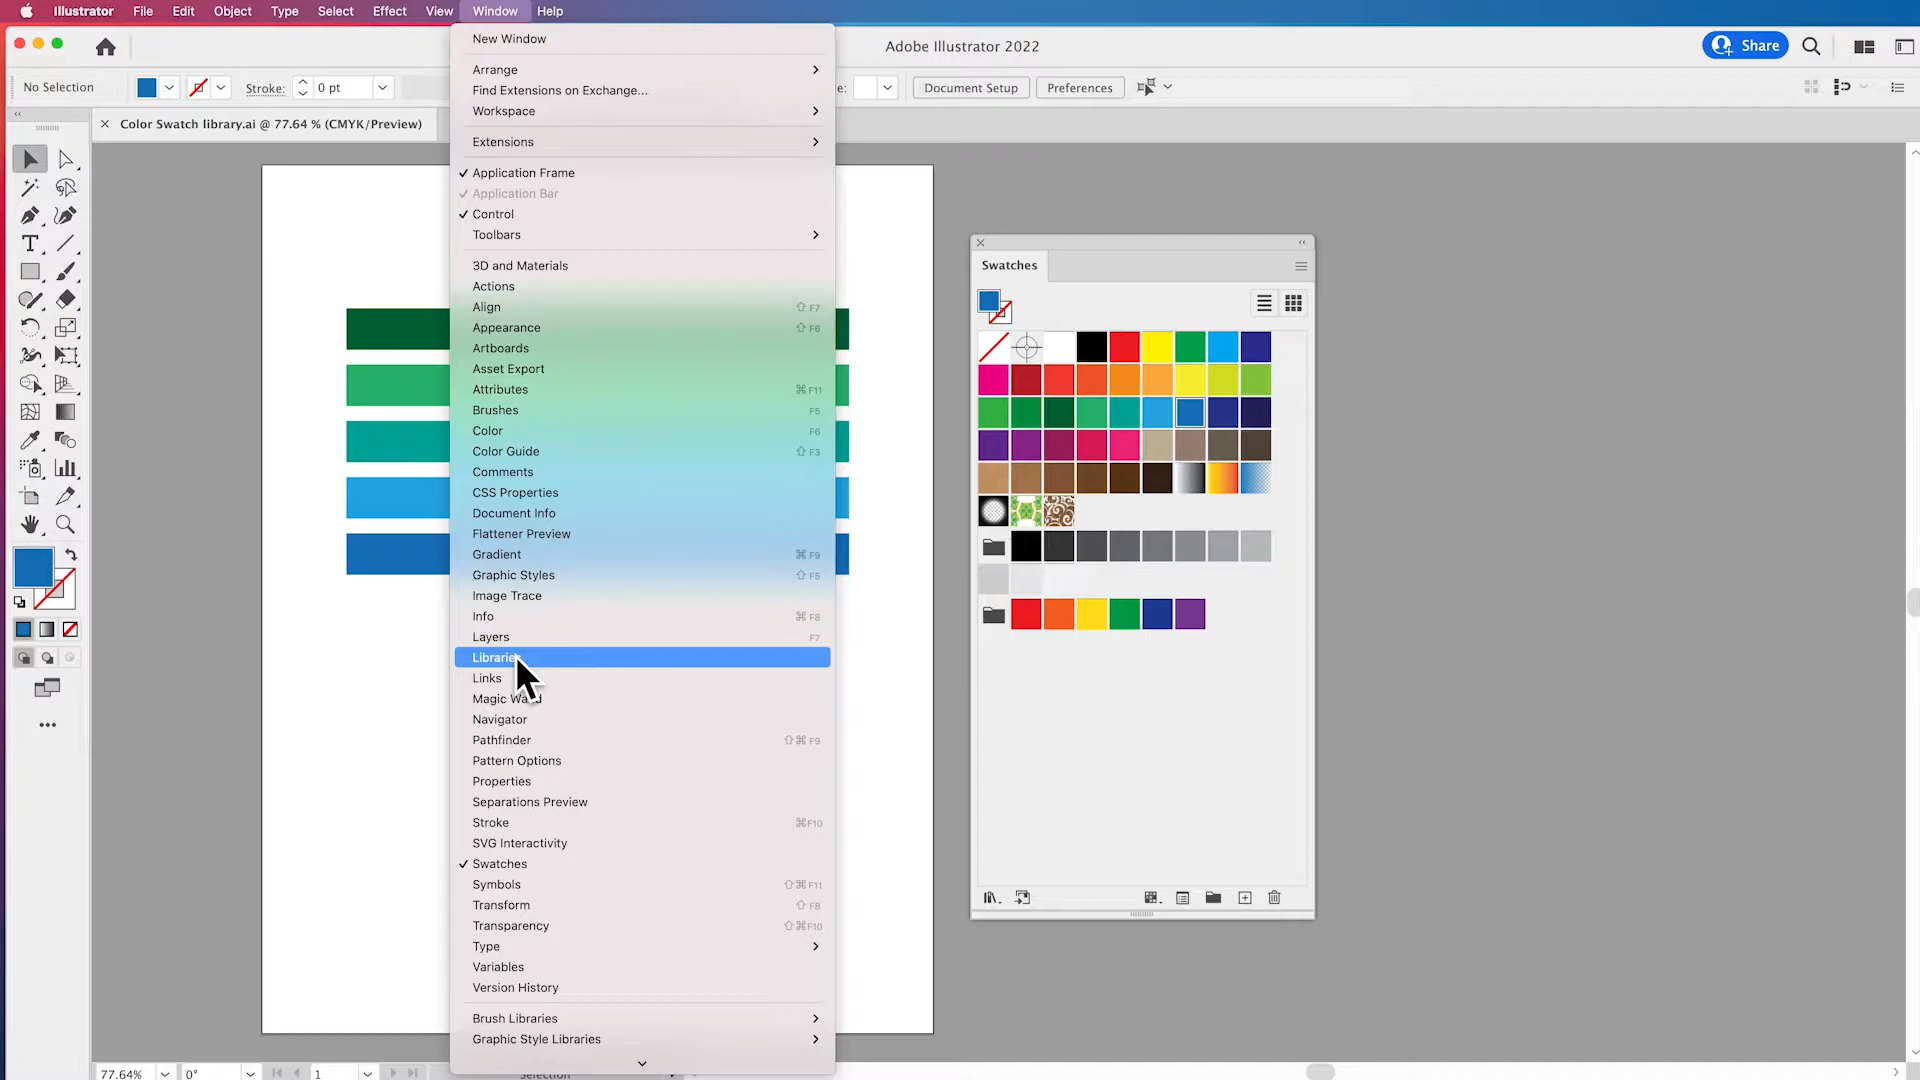 Illustrator File Edit Object Type Select Effect View Window Help
Adobe Illustrator 2022
Share
No Selection
Stroke:
0 pt
e:
Document Setup
Preferences
Color Swatch library.ai @ 77.64 % (CMYK/Preview)
New Window
Arrange
Find Extensions on Exchange...
Workspace
Extensions
✓ Application Frame
✓ Application Bar
✓ Control
Toolbars
3D and Materials
Actions
Align ⇧ F7
Appearance ⇧ F6
Artboards
Asset Export
Attributes ⌘ F11
Brushes F5
Color F6
Color Guide ⇧ F3
Comments
CSS Properties
Document Info
Flattener Preview
Gradient ⌘ F9
Graphic Styles ⇧ F5
Image Trace
Info ⌘ F8
Layers F7
Libraries
Links
Magic Wand
Navigator
Pathfinder ⇧⌘ F9
Pattern Options
Properties
Separations Preview
Stroke ⌘F10
SVG Interactivity
✓ Swatches
Symbols ⇧⌘F11
Transform ⇧ F8
Transparency ⇧⌘F10
Type
Variables
Version History
Brush Libraries
Graphic Style Libraries
Swatches
77.64%
0°
1
Selection